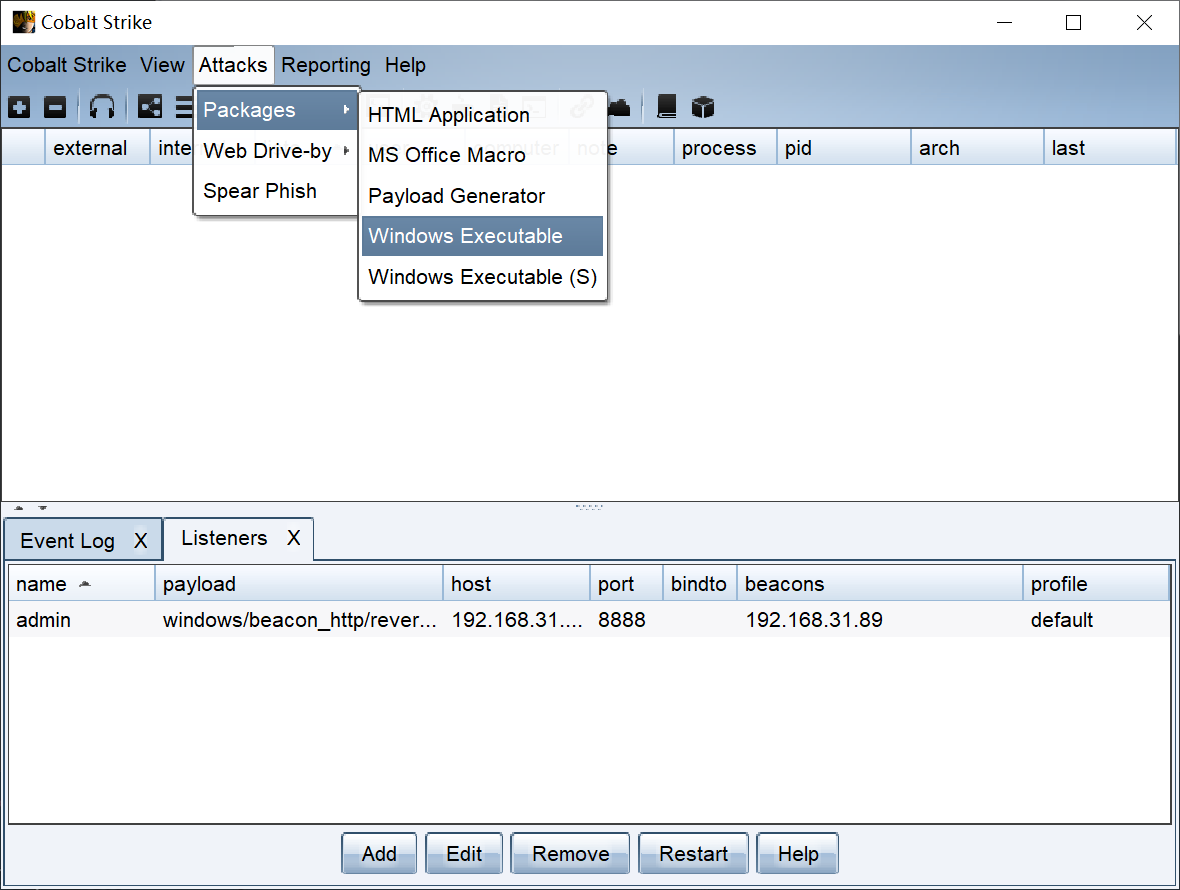 Cobalt Strike
Cobalt Strike View Attacks Reporting Help
Packages
Web Drive-by
Spear Phish
HTML Application
MS Office Macro
Payload Generator
Windows Executable
Windows Executable (S)
external inte computer note process pid arch last
Event Log X Listeners X
name payload host port bindto beacons profile
admin windows/beacon_http/rever... 192.168.31.... 8888 192.168.31.89 default
Add Edit Remove Restart Help